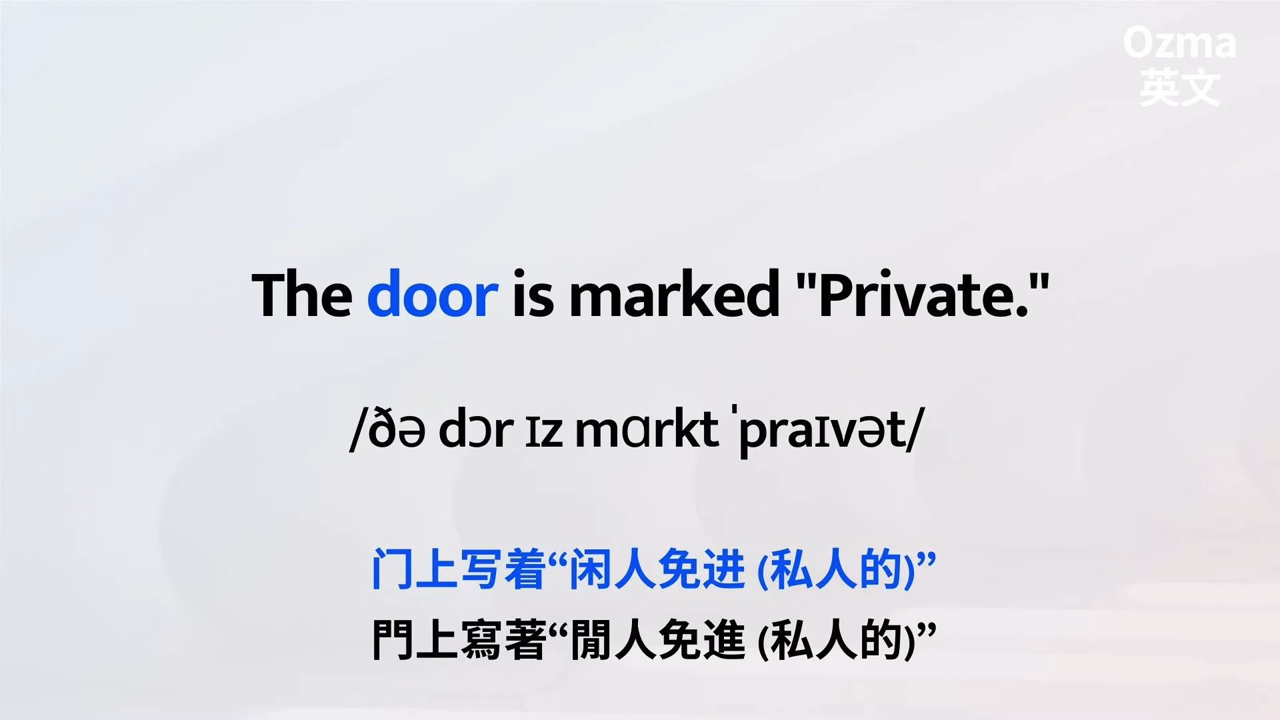 Ozma
英文
The door is marked "Private."
/ðə dɔr ɪz mɑrkt ˈpraɪvət/
门上写着“闲人免进 (私人的)”
門上寫著“閒人免進 (私人的)”